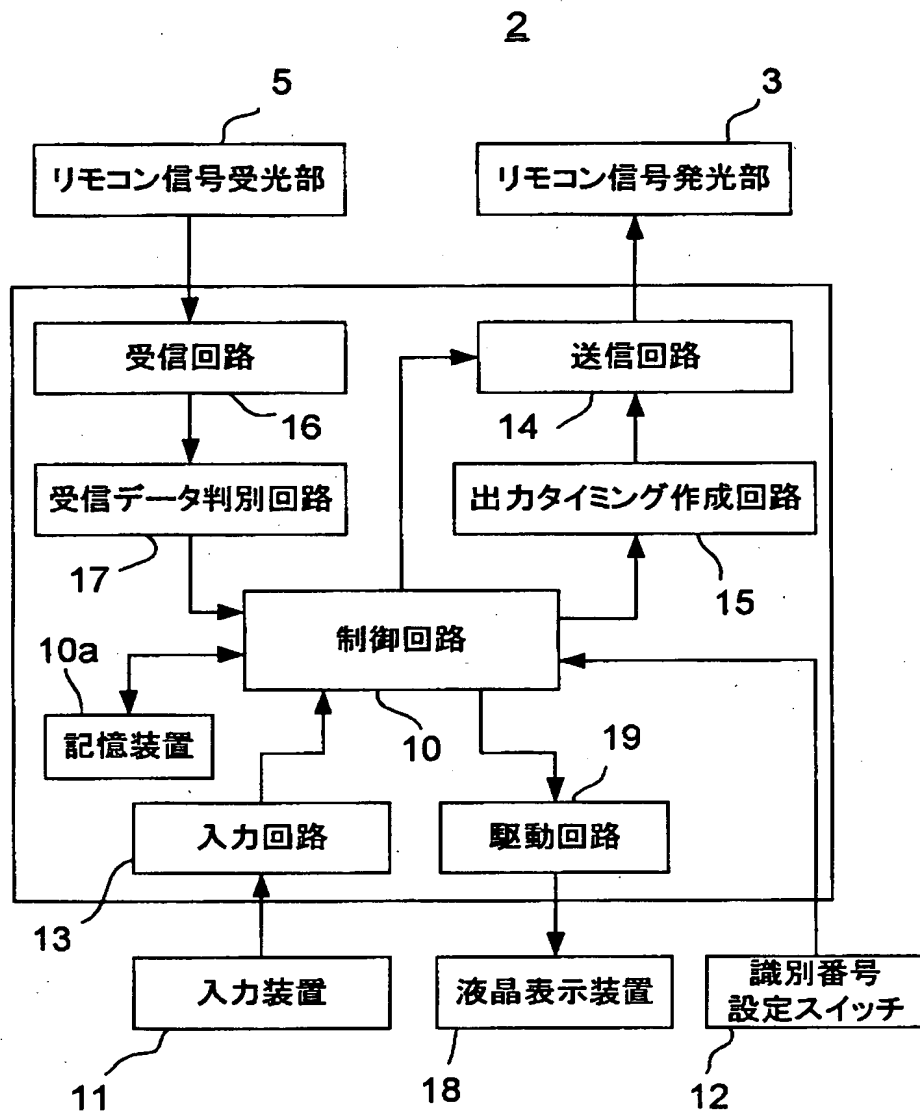 2
5
3
リモコン信号受光部
リモコン信号発光部
受信回路
送信回路
16
14
受信データ判別回路
出力タイミング作成回路
17
15
制御回路
10a
記憶装置
10
19
入力回路
駆動回路
13
入力装置
液晶表示装置
識別番号
設定スイッチ
11
18
12